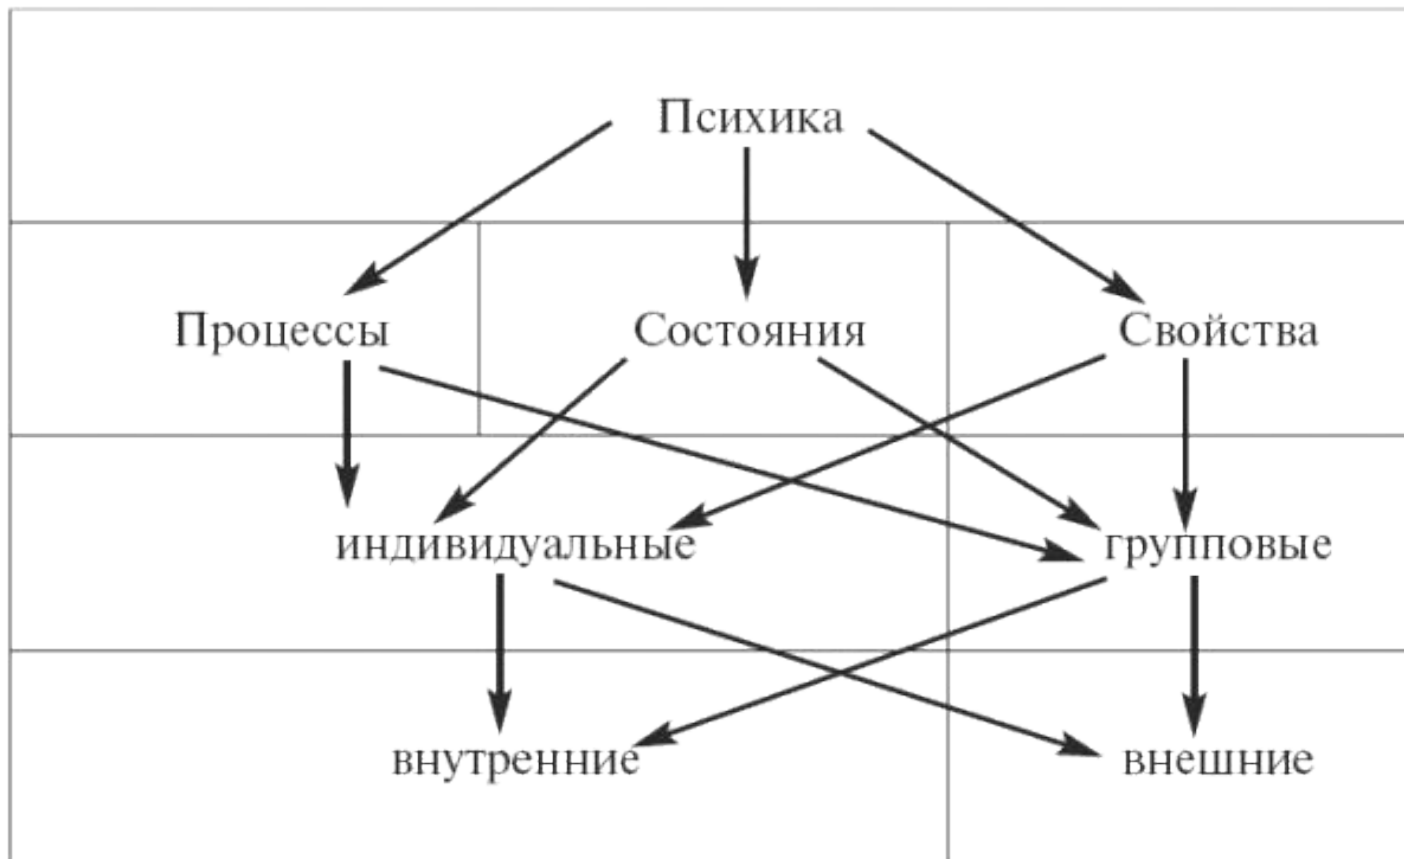 Психика
Процессы Состояния Свойства
индивидуальные групповые
внутренние внешние